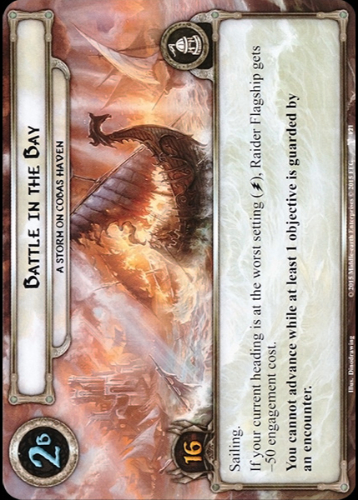 2B
BATTLE IN THE BAY
A STORM ON COBAS HAVEN
16
Sailing.
If your current heading is at the worst setting (), Raider Flagship gets
–50 engagement cost.
You cannot advance while at least 1 objective is guarded by
an encounter.
Illus. Dinodrawing
© 2015 Middle-earth Enterprises © 2015 FFG